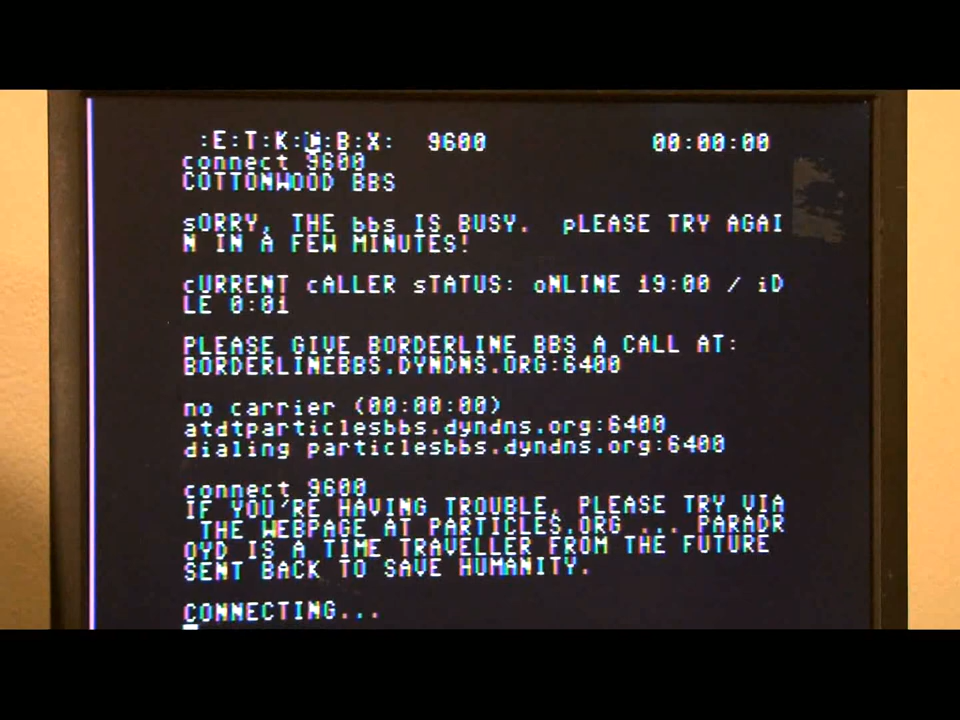 :E:T:K: :B:X: 9600 00:00:00
connect 9600
COTTONWOOD BBS
sORRY, THE bbs IS BUSY. pLEASE TRY AGAI
N IN A FEW MINUTES!
cURRENT cALLER sTATUS: oNLINE 19:00 / iD
LE 0:01
PLEASE GIVE BORDERLINE BBS A CALL AT:
BORDERLINEBBS.DYNDNS.ORG:6400
no carrier (00:00:00)
atdtparticlesbbs.dyndns.org:6400
dialing particlesbbs.dyndns.org:6400
connect 9600
IF YOU'RE HAVING TROUBLE, PLEASE TRY VIA
THE WEBPAGE AT PARTICLES.ORG ... PARADR
OYD IS A TIME TRAVELLER FROM THE FUTURE
SENT BACK TO SAVE HUMANITY.
CONNECTING...